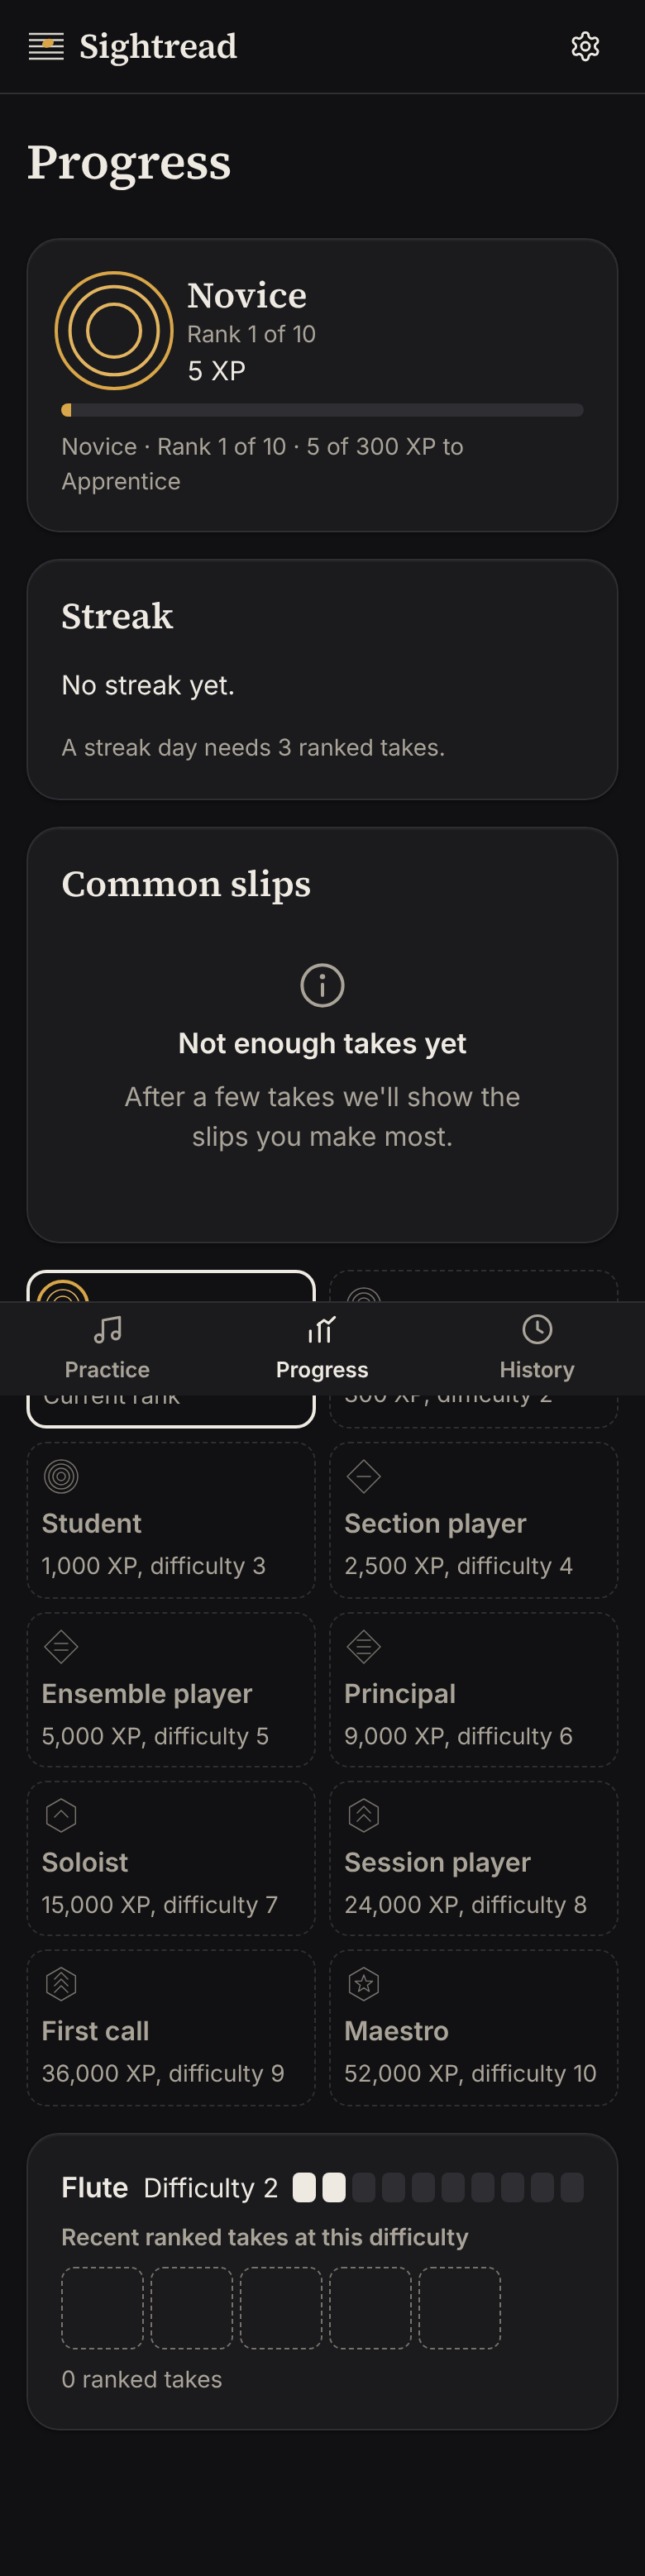 Sightread
Progress
Novice
Rank 1 of 10
5 XP
Novice · Rank 1 of 10 · 5 of 300 XP to
Apprentice
Streak
No streak yet.
A streak day needs 3 ranked takes.
Common slips
Not enough takes yet
After a few takes we'll show the
slips you make most.
Practice
Progress
History
Current rank
300 XP, difficulty 2
Student
1,000 XP, difficulty 3
Section player
2,500 XP, difficulty 4
Ensemble player
5,000 XP, difficulty 5
Principal
9,000 XP, difficulty 6
Soloist
15,000 XP, difficulty 7
Session player
24,000 XP, difficulty 8
First call
36,000 XP, difficulty 9
Maestro
52,000 XP, difficulty 10
Flute Difficulty 2
Recent ranked takes at this difficulty
0 ranked takes